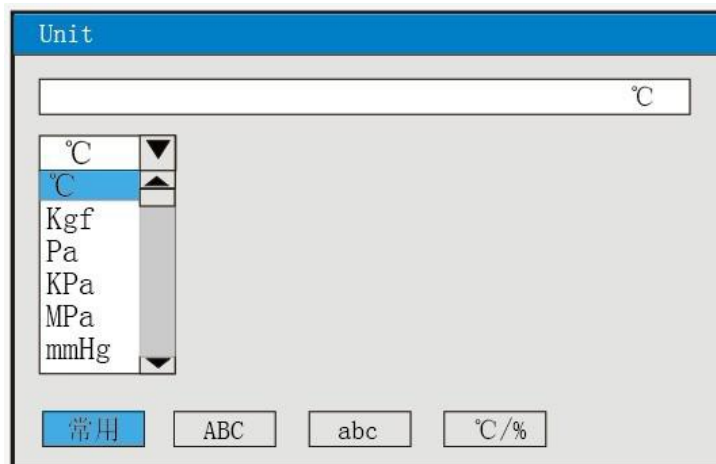 Unit
℃
℃
℃
Kgf
Pa
KPa
MPa
mmHg
常用 ABC abc ℃/%